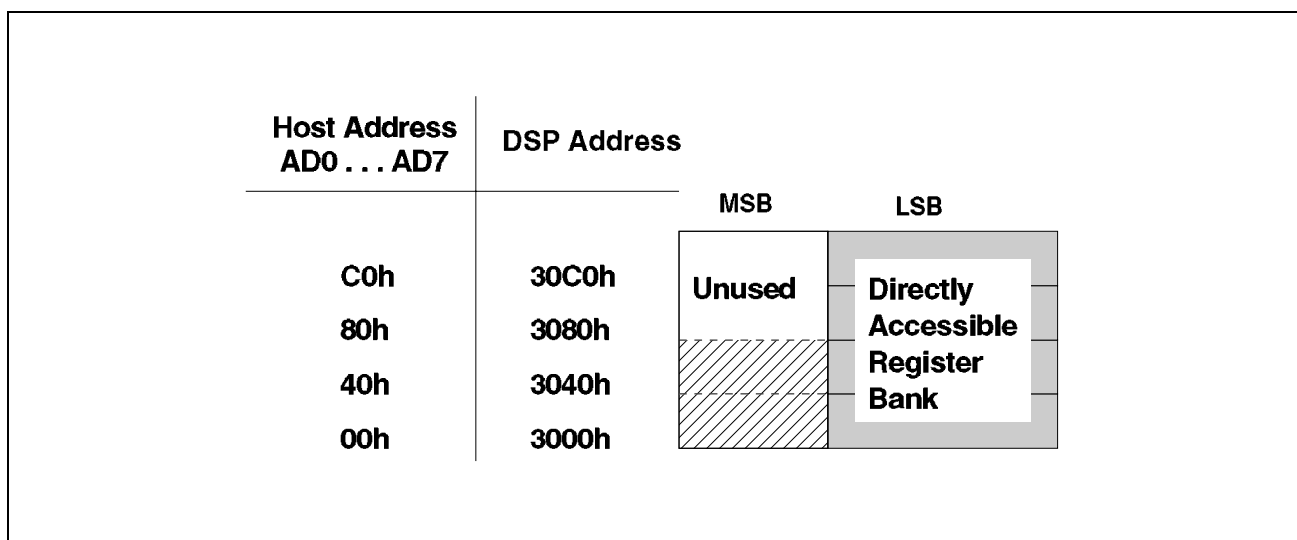 Host Address
AD0 . . . AD7
DSP Address
MSB
LSB
C0h
30C0h
80h
3080h
40h
3040h
00h
3000h
Unused
Directly
Accessible
Register
Bank